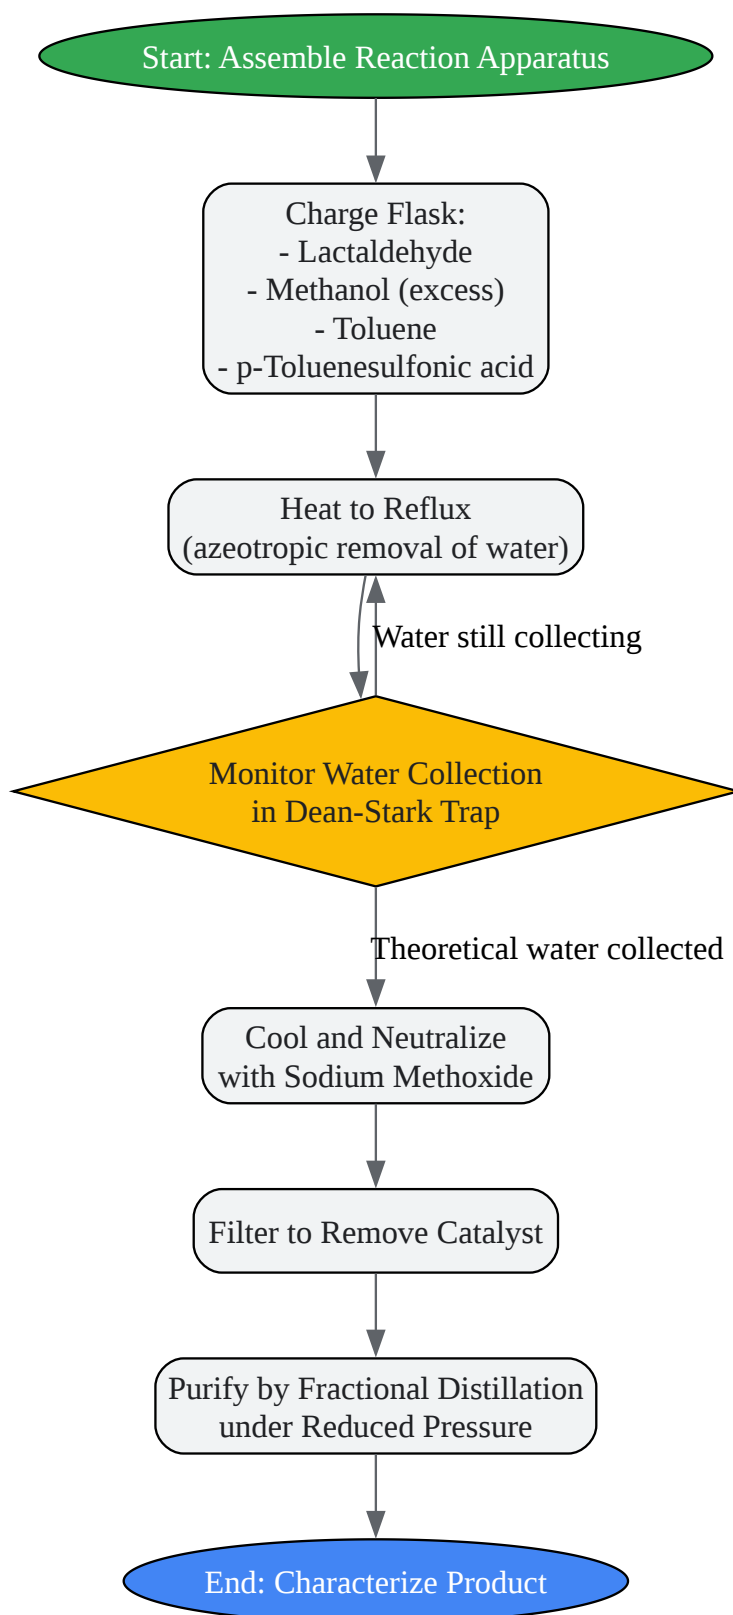 Start: Assemble Reaction Apparatus
Charge Flask:
- Lactaldehyde
- Methanol (excess)
- Toluene
- p-Toluenesulfonic acid
Heat to Reflux
(azeotropic removal of water)
Water still collecting
Monitor Water Collection
in Dean-Stark Trap
Theoretical water collected
Cool and Neutralize
with Sodium Methoxide
Filter to Remove Catalyst
Purify by Fractional Distillation
under Reduced Pressure
End: Characterize Product